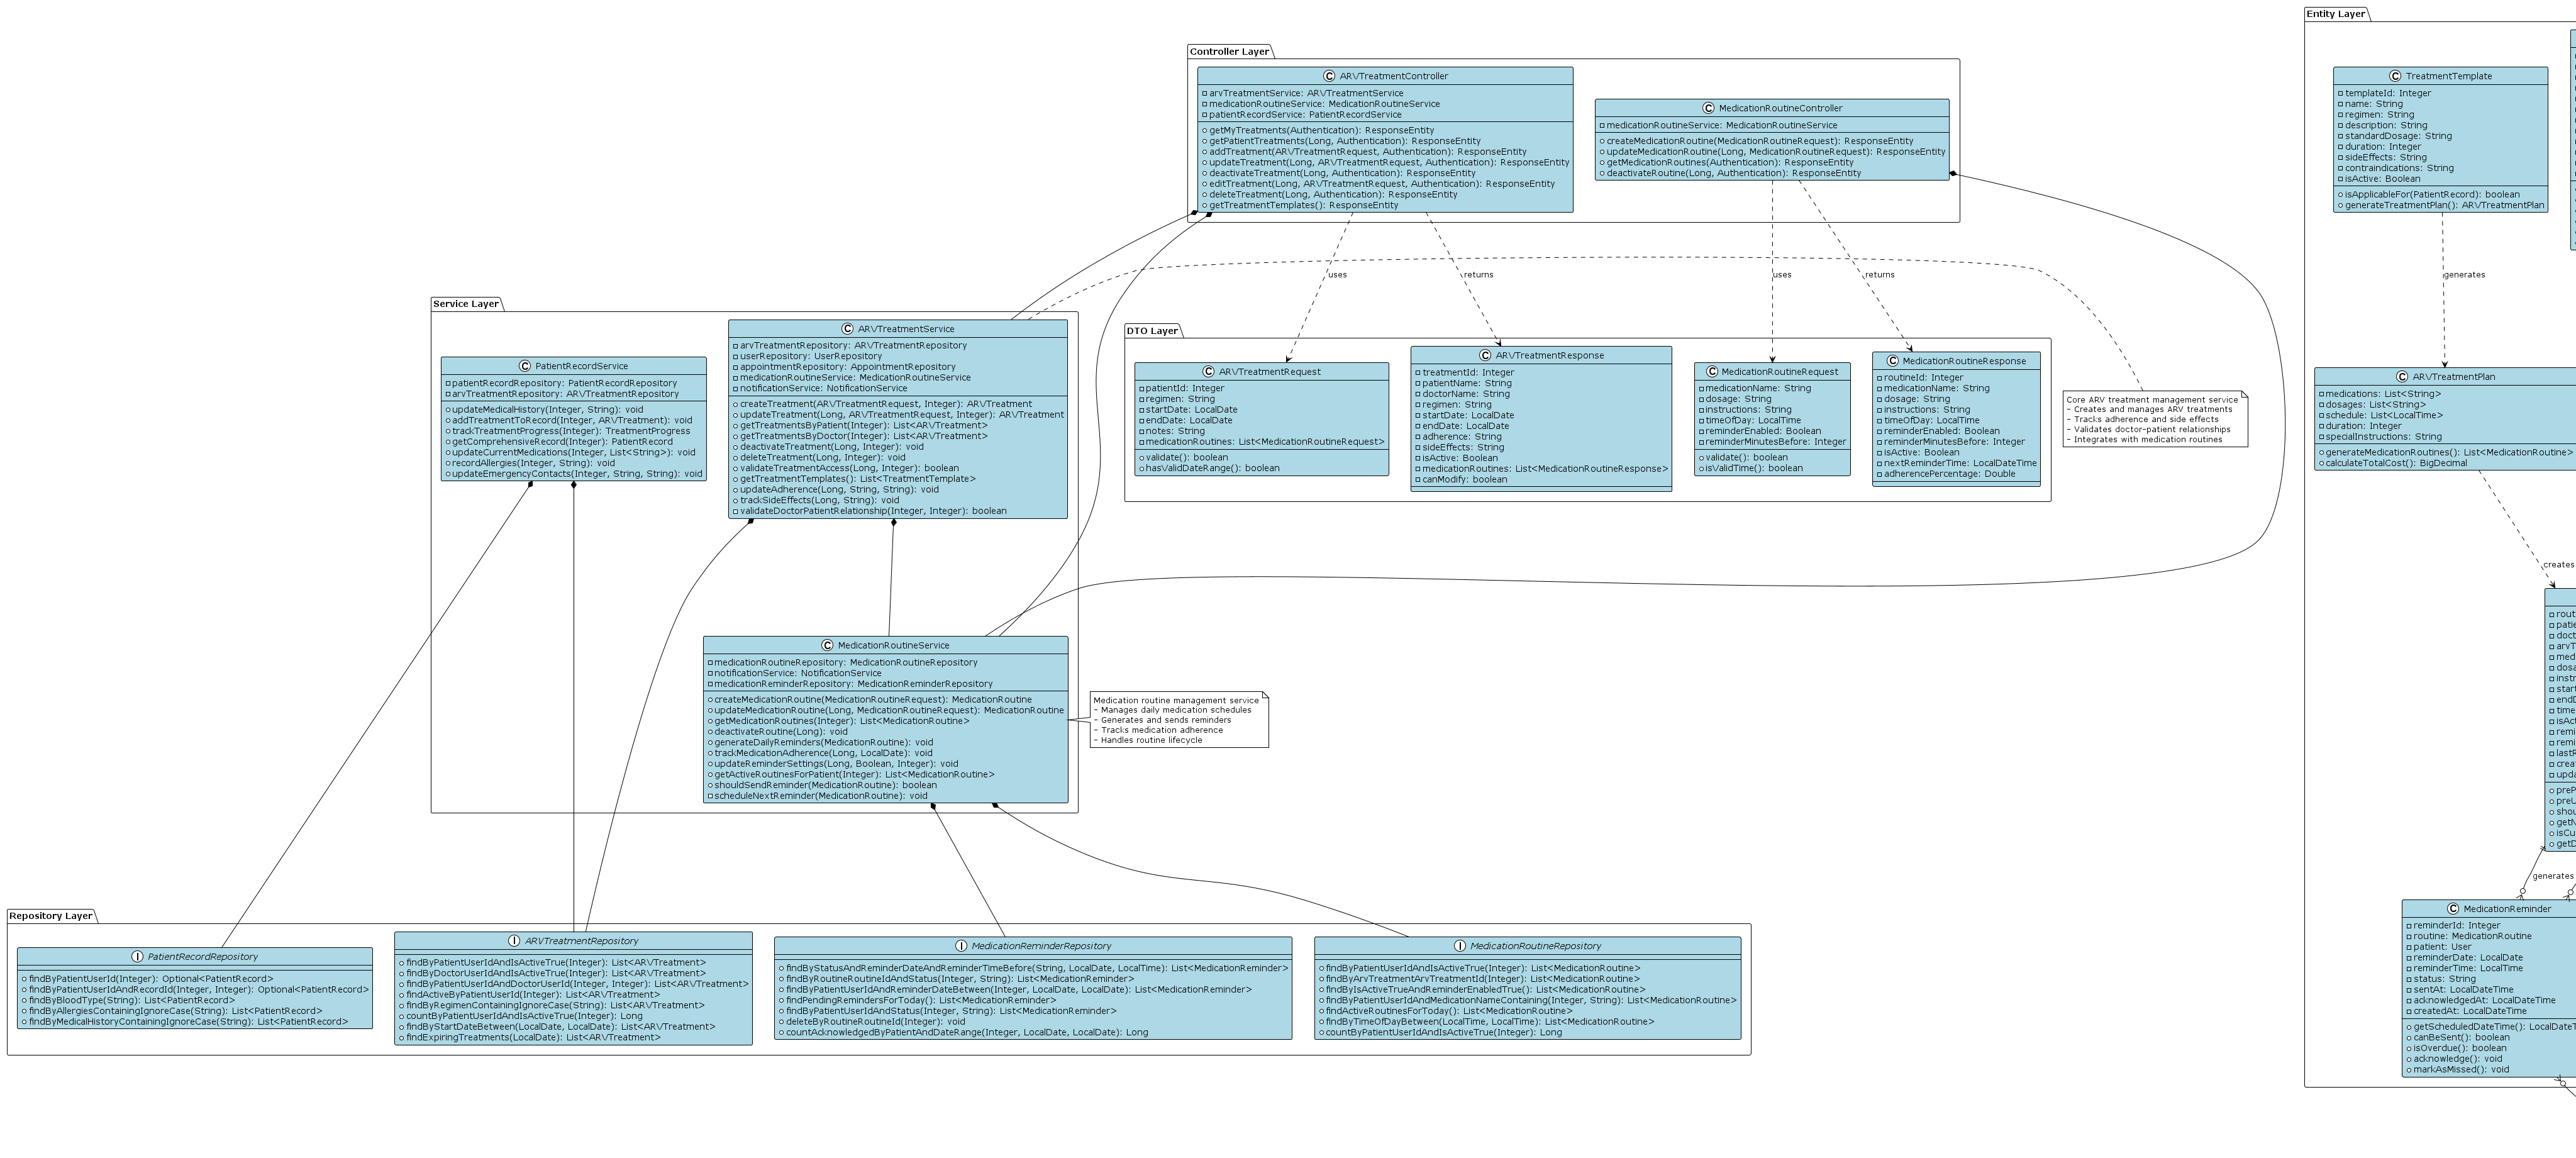 Controller Layer
ARVTreatmentController
arvTreatmentService: ARVTreatmentService
medicationRoutineService: MedicationRoutineService
patientRecordService: PatientRecordService
getMyTreatments(Authentication): ResponseEntity
getPatientTreatments(Long, Authentication): ResponseEntity
addTreatment(ARVTreatmentRequest, Authentication): ResponseEntity
updateTreatment(Long, ARVTreatmentRequest, Authentication): ResponseEntity
deactivateTreatment(Long, Authentication): ResponseEntity
editTreatment(Long, ARVTreatmentRequest, Authentication): ResponseEntity
deleteTreatment(Long, Authentication): ResponseEntity
getTreatmentTemplates(): ResponseEntity
MedicationRoutineController
medicationRoutineService: MedicationRoutineService
createMedicationRoutine(MedicationRoutineRequest): ResponseEntity
updateMedicationRoutine(Long, MedicationRoutineRequest): ResponseEntity
getMedicationRoutines(Authentication): ResponseEntity
deactivateRoutine(Long, Authentication): ResponseEntity
uses
returns
uses
returns
Service Layer
PatientRecordService
patientRecordRepository: PatientRecordRepository
arvTreatmentRepository: ARVTreatmentRepository
updateMedicalHistory(Integer, String): void
addTreatmentToRecord(Integer, ARVTreatment): void
trackTreatmentProgress(Integer): TreatmentProgress
getComprehensiveRecord(Integer): PatientRecord
updateCurrentMedications(Integer, List<String>): void
recordAllergies(Integer, String): void
updateEmergencyContacts(Integer, String, String): void
ARVTreatmentService
arvTreatmentRepository: ARVTreatmentRepository
userRepository: UserRepository
appointmentRepository: AppointmentRepository
medicationRoutineService: MedicationRoutineService
notificationService: NotificationService
createTreatment(ARVTreatmentRequest, Integer): ARVTreatment
updateTreatment(Long, ARVTreatmentRequest, Integer): ARVTreatment
getTreatmentsByPatient(Integer): List<ARVTreatment>
getTreatmentsByDoctor(Integer): List<ARVTreatment>
deactivateTreatment(Long, Integer): void
deleteTreatment(Long, Integer): void
validateTreatmentAccess(Long, Integer): boolean
getTreatmentTemplates(): List<TreatmentTemplate>
updateAdherence(Long, String, String): void
trackSideEffects(Long, String): void
validateDoctorPatientRelationship(Integer, Integer): boolean
MedicationRoutineService
medicationRoutineRepository: MedicationRoutineRepository
notificationService: NotificationService
medicationReminderRepository: MedicationReminderRepository
createMedicationRoutine(MedicationRoutineRequest): MedicationRoutine
updateMedicationRoutine(Long, MedicationRoutineRequest): MedicationRoutine
getMedicationRoutines(Integer): List<MedicationRoutine>
deactivateRoutine(Long): void
generateDailyReminders(MedicationRoutine): void
trackMedicationAdherence(Long, LocalDate): void
updateReminderSettings(Long, Boolean, Integer): void
getActiveRoutinesForPatient(Integer): List<MedicationRoutine>
shouldSendReminder(MedicationRoutine): boolean
scheduleNextReminder(MedicationRoutine): void
Medication routine management service
- Manages daily medication schedules
- Generates and sends reminders
- Tracks medication adherence
- Handles routine lifecycle
DTO Layer
ARVTreatmentRequest
patientId: Integer
regimen: String
startDate: LocalDate
endDate: LocalDate
notes: String
medicationRoutines: List<MedicationRoutineRequest>
validate(): boolean
hasValidDateRange(): boolean
ARVTreatmentResponse
treatmentId: Integer
patientName: String
doctorName: String
regimen: String
startDate: LocalDate
endDate: LocalDate
adherence: String
sideEffects: String
isActive: Boolean
medicationRoutines: List<MedicationRoutineResponse>
canModify: boolean
MedicationRoutineRequest
medicationName: String
dosage: String
instructions: String
timeOfDay: LocalTime
reminderEnabled: Boolean
reminderMinutesBefore: Integer
validate(): boolean
isValidTime(): boolean
MedicationRoutineResponse
routineId: Integer
medicationName: String
dosage: String
instructions: String
timeOfDay: LocalTime
reminderEnabled: Boolean
reminderMinutesBefore: Integer
nextReminderTime: LocalDateTime
adherencePercentage: Double
Core ARV treatment management service
- Creates and manages ARV treatments
- Tracks adherence and side effects
- Validates doctor-patient relationships
- Integrates with medication routines
Repository Layer
PatientRecordRepository
findByPatientUserId(Integer): Optional<PatientRecord>
findByPatientUserIdAndRecordId(Integer, Integer): Optional<PatientRecord>
findByBloodType(String): List<PatientRecord>
findByAllergiesContainingIgnoreCase(String): List<PatientRecord>
findByMedicalHistoryContainingIgnoreCase(String): List<PatientRecord>
ARVTreatmentRepository
findByPatientUserIdAndIsActiveTrue(Integer): List<ARVTreatment>
findByDoctorUserIdAndIsActiveTrue(Integer): List<ARVTreatment>
findByPatientUserIdAndDoctorUserId(Integer, Integer): List<ARVTreatment>
findActiveByPatientUserId(Integer): List<ARVTreatment>
findByRegimenContainingIgnoreCase(String): List<ARVTreatment>
countByPatientUserIdAndIsActiveTrue(Integer): Long
findByStartDateBetween(LocalDate, LocalDate): List<ARVTreatment>
findExpiringTreatments(LocalDate): List<ARVTreatment>
MedicationReminderRepository
findByStatusAndReminderDateAndReminderTimeBefore(String, LocalDate, LocalTime): List<MedicationReminder>
findByRoutineRoutineIdAndStatus(Integer, String): List<MedicationReminder>
findByPatientUserIdAndReminderDateBetween(Integer, LocalDate, LocalDate): List<MedicationReminder>
findPendingRemindersForToday(): List<MedicationReminder>
findByPatientUserIdAndStatus(Integer, String): List<MedicationReminder>
deleteByRoutineRoutineId(Integer): void
countAcknowledgedByPatientAndDateRange(Integer, LocalDate, LocalDate): Long
MedicationRoutineRepository
findByPatientUserIdAndIsActiveTrue(Integer): List<MedicationRoutine>
findByArvTreatmentArvTreatmentId(Integer): List<MedicationRoutine>
findByIsActiveTrueAndReminderEnabledTrue(): List<MedicationRoutine>
findByPatientUserIdAndMedicationNameContaining(Integer, String): List<MedicationRoutine>
findActiveRoutinesForToday(): List<MedicationRoutine>
findByTimeOfDayBetween(LocalTime, LocalTime): List<MedicationRoutine>
countByPatientUserIdAndIsActiveTrue(Integer): Long
Entity Layer
TreatmentTemplate
templateId: Integer
name: String
regimen: String
description: String
standardDosage: String
duration: Integer
sideEffects: String
contraindications: String
isActive: Boolean
isApplicableFor(PatientRecord): boolean
generateTreatmentPlan(): ARVTreatmentPlan
generates
ARVTreatmentPlan
medications: List<String>
dosages: List<String>
schedule: List<LocalTime>
duration: Integer
specialInstructions: String
generateMedicationRoutines(): List<MedicationRoutine>
calculateTotalCost(): BigDecimal
creates
generates
MedicationReminder
reminderId: Integer
routine: MedicationRoutine
patient: User
reminderDate: LocalDate
reminderTime: LocalTime
status: String
sentAt: LocalDateTime
acknowledgedAt: LocalDateTime
createdAt: LocalDateTime
getScheduledDateTime(): LocalDateT
canBeSent(): boolean
isOverdue(): boolean
acknowledge(): void
markAsMissed(): void